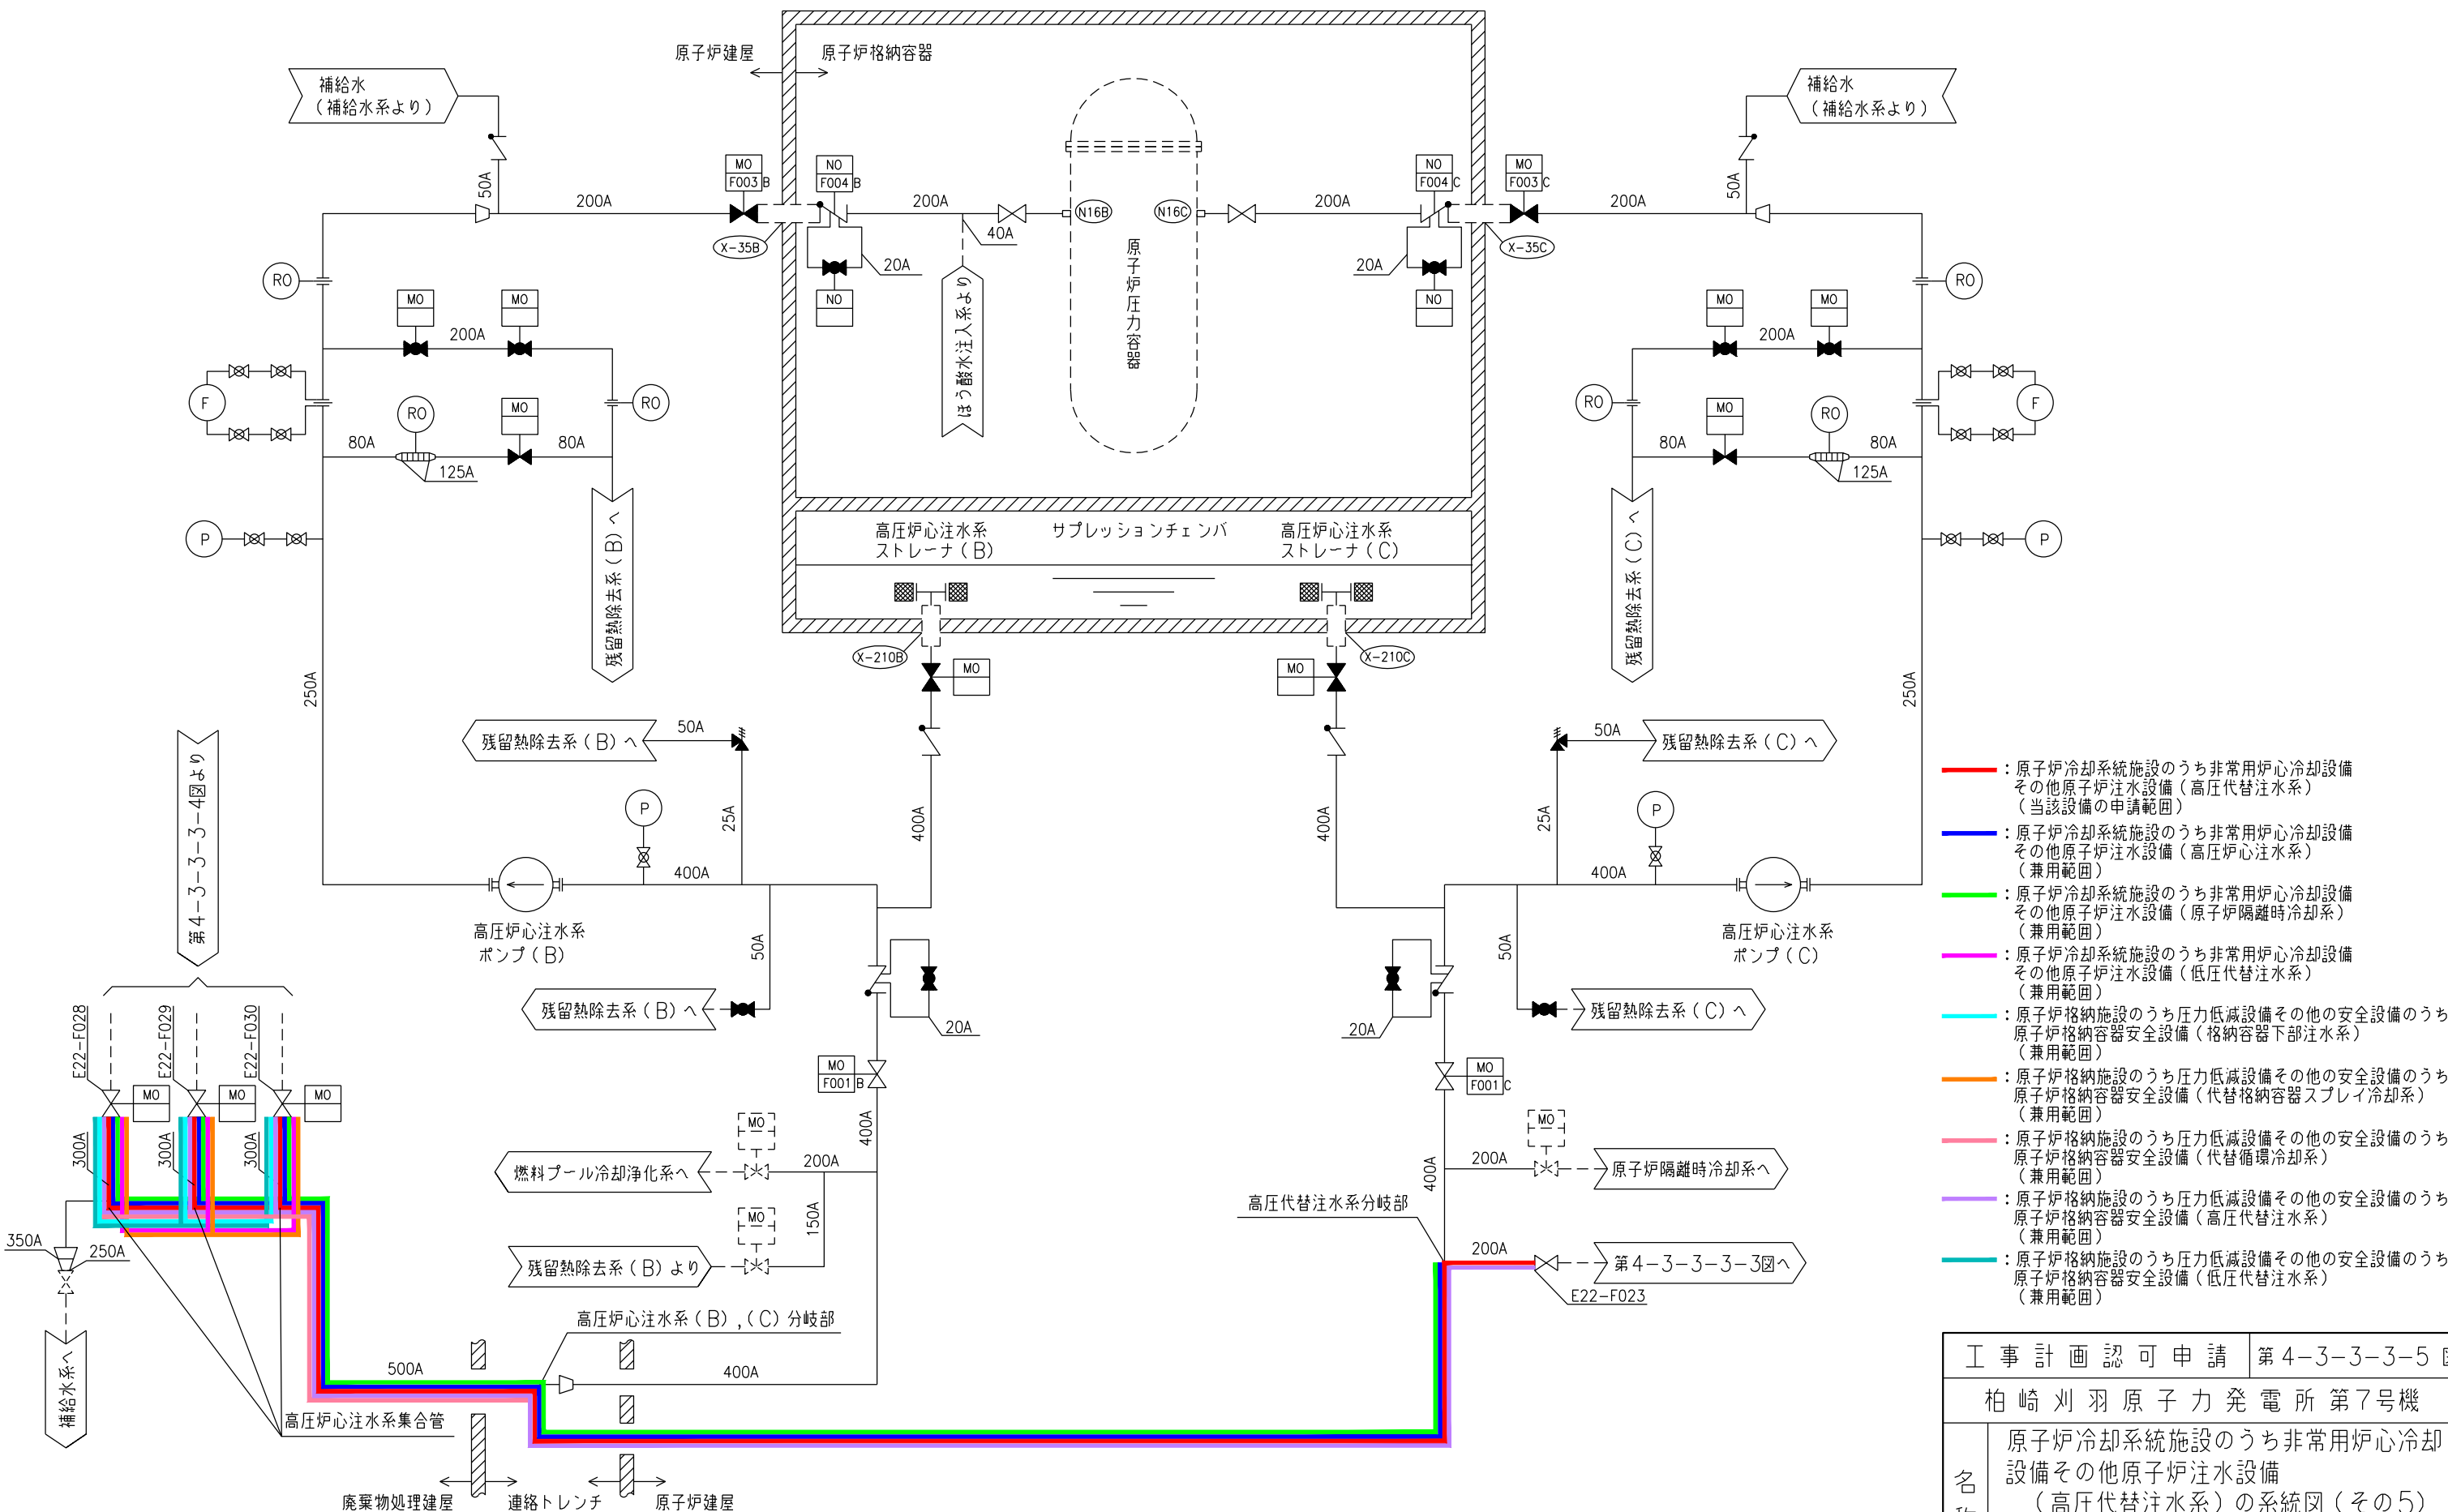 原子炉建屋
原子炉格納容器
補給水
（補給水系より）
補給水
（補給水系より）
50A
200A
MO
F003 B
NO
F004 B
200A
N16B
N16C
200A
NO
F004 C
MO
F003 C
200A
50A
X-35B
40A
20A
NO
原子炉圧力容器
ほう酸水注入系より
20A
NO
X-35C
RO
MO
MO
200A
F
RO
RO
MO
80A
80A
125A
P
残留熱除去系（B）へ
250A
RO
MO
MO
200A
RO
F
MO
RO
80A
80A
125A
P
残留熱除去系（C）へ
250A
高圧炉心注水系
ストレーナ（B）
サプレッションチェンバ
高圧炉心注水系
ストレーナ（C）
X-210B
MO
MO
X-210C
残留熱除去系（B）へ
50A
25A
P
400A
400A
高圧炉心注水系
ポンプ（B）
50A
残留熱除去系（B）へ
20A
MO
F001 B
400A
50A
残留熱除去系（C）へ
25A
P
400A
400A
高圧炉心注水系
ポンプ（C）
50A
残留熱除去系（C）へ
20A
MO
F001 C
400A
第4-3-3-3-4図より
E22-F028
E22-F029
E22-F030
MO
MO
MO
300A
300A
300A
350A
250A
補給水系へ
MO
燃料プール冷却浄化系へ
200A
MO
150A
残留熱除去系（B）より
高圧炉心注水系（B）,（C）分岐部
500A
400A
高圧炉心注水系集合管
廃棄物処理建屋
連絡トレンチ
原子炉建屋
MO
200A
原子炉隔離時冷却系へ
高圧代替注水系分岐部
200A
第4-3-3-3-3図へ
E22-F023
：原子炉冷却系統施設のうち非常用炉心冷却設備
その他原子炉注水設備（高圧代替注水系）
（当該設備の申請範囲）
：原子炉冷却系統施設のうち非常用炉心冷却設備
その他原子炉注水設備（高圧炉心注水系）
（兼用範囲）
：原子炉冷却系統施設のうち非常用炉心冷却設備
その他原子炉注水設備（原子炉隔離時冷却系）
（兼用範囲）
：原子炉冷却系統施設のうち非常用炉心冷却設備
その他原子炉注水設備（低圧代替注水系）
（兼用範囲）
：原子炉格納施設のうち圧力低減設備その他の安全設備のうち
原子炉格納容器安全設備（格納容器下部注水系）
（兼用範囲）
：原子炉格納施設のうち圧力低減設備その他の安全設備のうち
原子炉格納容器安全設備（代替格納容器スプレイ冷却系）
（兼用範囲）
：原子炉格納施設のうち圧力低減設備その他の安全設備のうち
原子炉格納容器安全設備（代替循環冷却系）
（兼用範囲）
：原子炉格納施設のうち圧力低減設備その他の安全設備のうち
原子炉格納容器安全設備（高圧代替注水系）
（兼用範囲）
：原子炉格納施設のうち圧力低減設備その他の安全設備のうち
原子炉格納容器安全設備（低圧代替注水系）
（兼用範囲）
工事計画認可申請
第4-3-3-3-5図
柏崎刈羽原子力発電所第7号機
名称
原子炉冷却系統施設のうち非常用炉心冷却
設備その他原子炉注水設備
（高圧代替注水系）の系統図（その5）